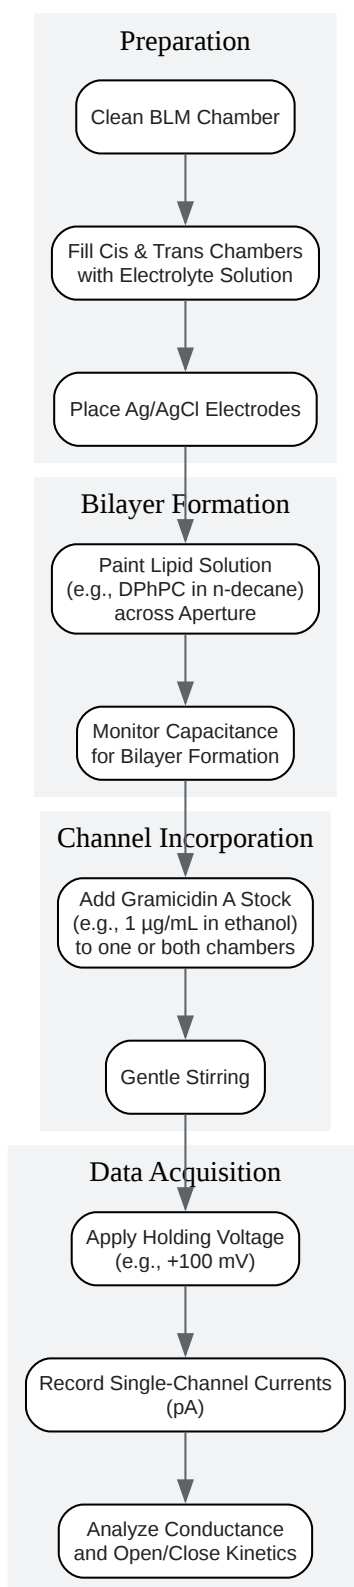 Preparation
Clean BLM Chamber
Fill Cis & Trans Chambers
with Electrolyte Solution
Place Ag/AgCl Electrodes
Bilayer Formation
Paint Lipid Solution
(e.g., DPhPC in n-decane)
across Aperture
Monitor Capacitance
for Bilayer Formation
Channel Incorporation
Add Gramicidin A Stock
(e.g., 1 µg/mL in ethanol)
to one or both chambers
Gentle Stirring
Data Acquisition
Apply Holding Voltage
(e.g., +100 mV)
Record Single-Channel Currents
(pA)
Analyze Conductance
and Open/Close Kinetics